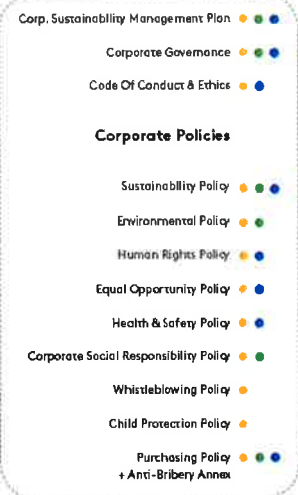 Corp. Sustainability Management Plan
Corporate Governance
Code Of Conduct & Ethics
Corporate Policies
Sustainability Policy
Environmental Policy
Human Rights Policy
Equal Opportunity Policy
Health & Safety Policy
Corporate Social Responsibility Policy
Whistleblowing Policy
Child Protection Policy
Purchasing Policy
+ Anti-Bribery Annex